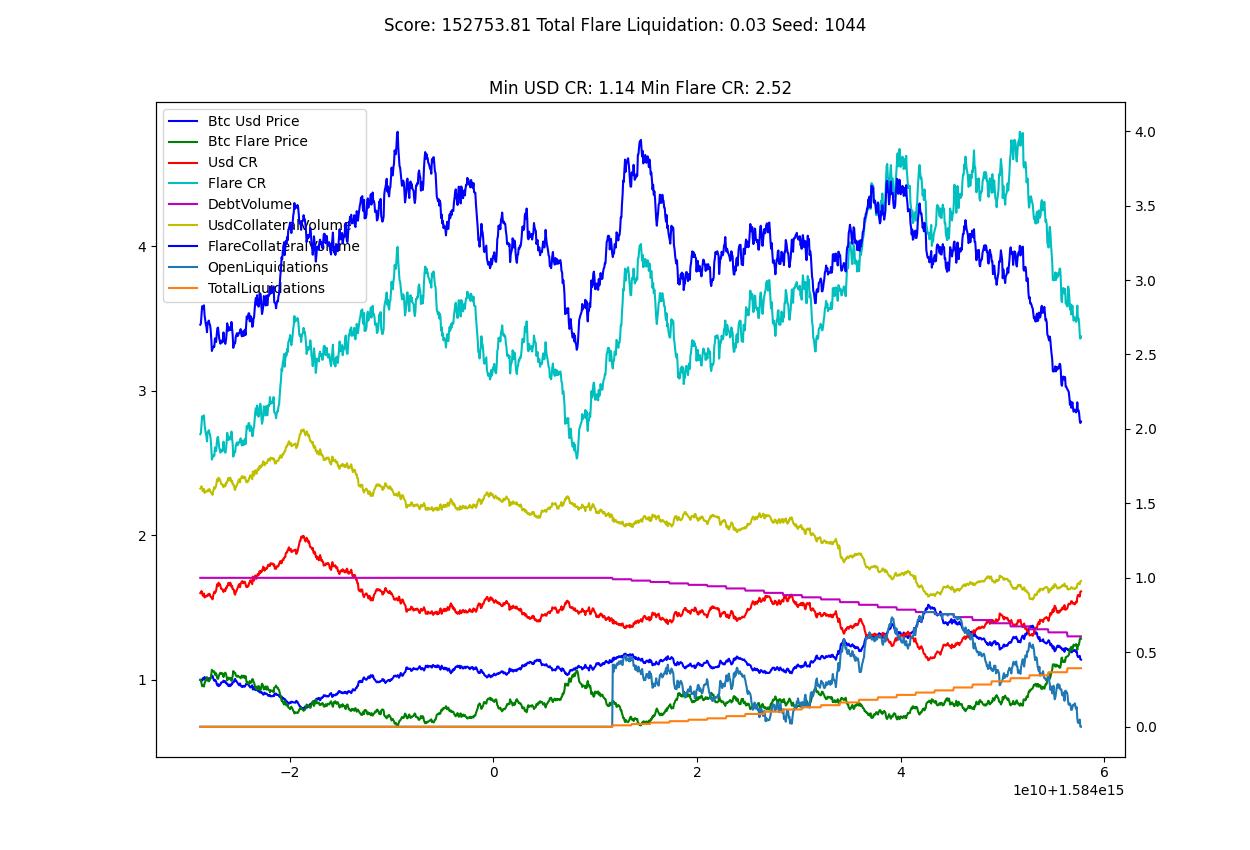 Score: 152753.81 Total Flare Liquidation: 0.03 Seed: 1044
Min USD CR: 1.14 Min Flare CR: 2.52
Btc Usd Price
Btc Flare Price
Usd CR
Flare CR
DebtVolume
UsdCollateralVolume
FlareCollateralVolume
OpenLiquidations
TotalLiquidations
4
3
2
1
4.0
3.5
3.0
2.5
2.0
1.5
1.0
0.5
0.0
−2
0
2
4
6
1e10+1.584e15